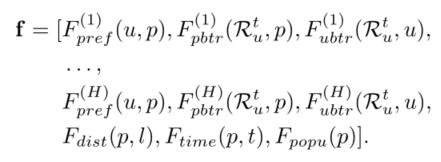 f = [F_{pref}^{(1)}(u, p), F_{pbtr}^{(1)}(\mathcal{R}_u^t, p), F_{ubtr}^{(1)}(\mathcal{R}_u^t, u),
. . . ,
F_{pref}^{(H)}(u, p), F_{pbtr}^{(H)}(\mathcal{R}_u^t, p), F_{ubtr}^{(H)}(\mathcal{R}_u^t, u),
F_{dist}(p, l), F_{time}(p, t), F_{popu}(p)].